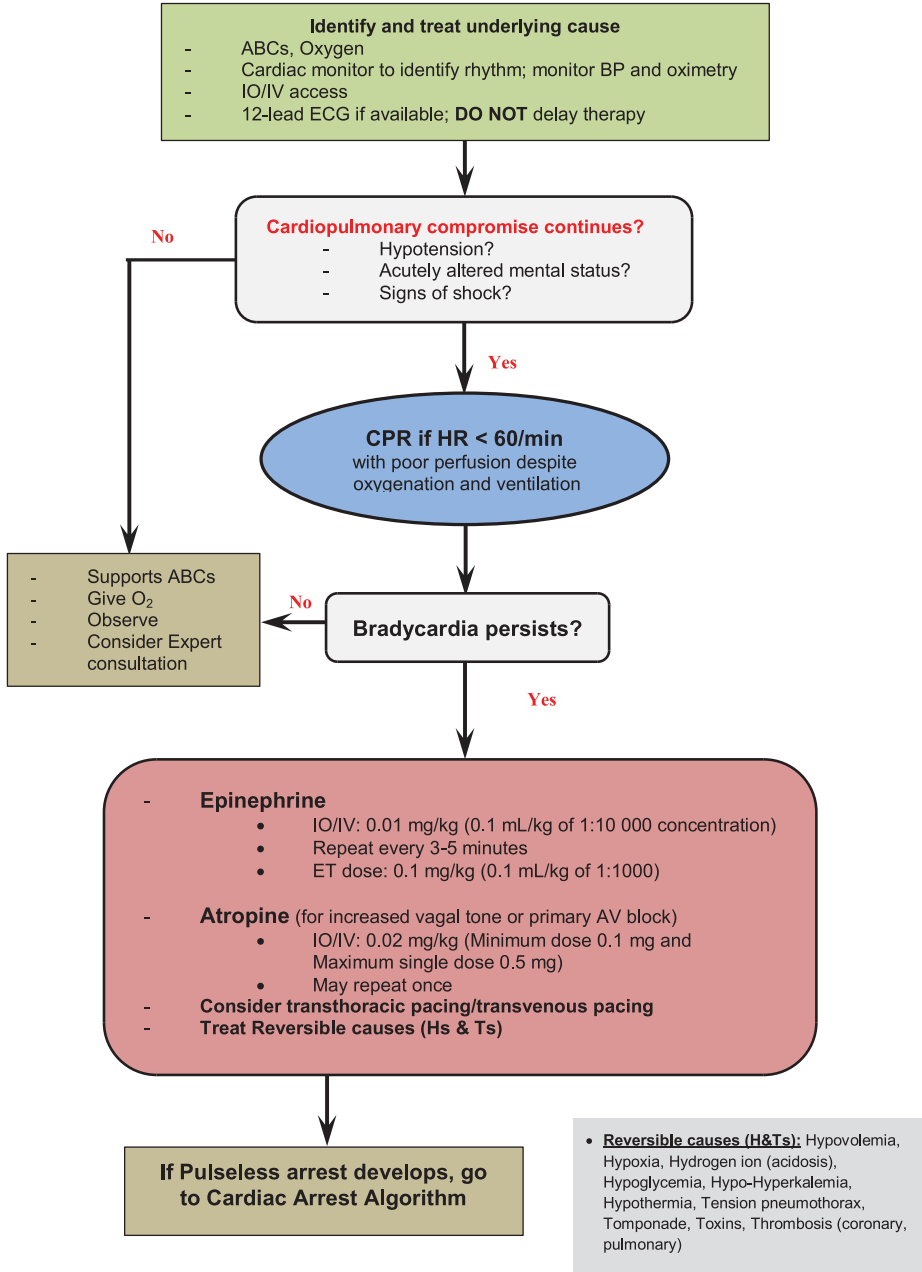 Identify and treat underlying cause
- ABCs, Oxygen
- Cardiac monitor to identify rhythm; monitor BP and oximetry
- IO/IV access
- 12-lead ECG if available; DO NOT delay therapy
Cardiopulmonary compromise continues?
- Hypotension?
- Acutely altered mental status?
- Signs of shock?
No
Yes
CPR if HR < 60/min
with poor perfusion despite
oxygenation and ventilation
- Supports ABCs
- Give O₂
- Observe
- Consider Expert
consultation
No
Bradycardia persists?
Yes
- Epinephrine
• IO/IV: 0.01 mg/kg (0.1 mL/kg of 1:10 000 concentration)
• Repeat every 3-5 minutes
• ET dose: 0.1 mg/kg (0.1 mL/kg of 1:1000)
- Atropine (for increased vagal tone or primary AV block)
• IO/IV: 0.02 mg/kg (Minimum dose 0.1 mg and
Maximum single dose 0.5 mg)
• May repeat once
- Consider transthoracic pacing/transvenous pacing
- Treat Reversible causes (Hs & Ts)
If Pulseless arrest develops, go
to Cardiac Arrest Algorithm
• Reversible causes (H&Ts): Hypovolemia,
Hypoxia, Hydrogen ion (acidosis),
Hypoglycemia, Hypo-Hyperkalemia,
Hypothermia, Tension pneumothorax,
Tomponade, Toxins, Thrombosis (coronary,
pulmonary)